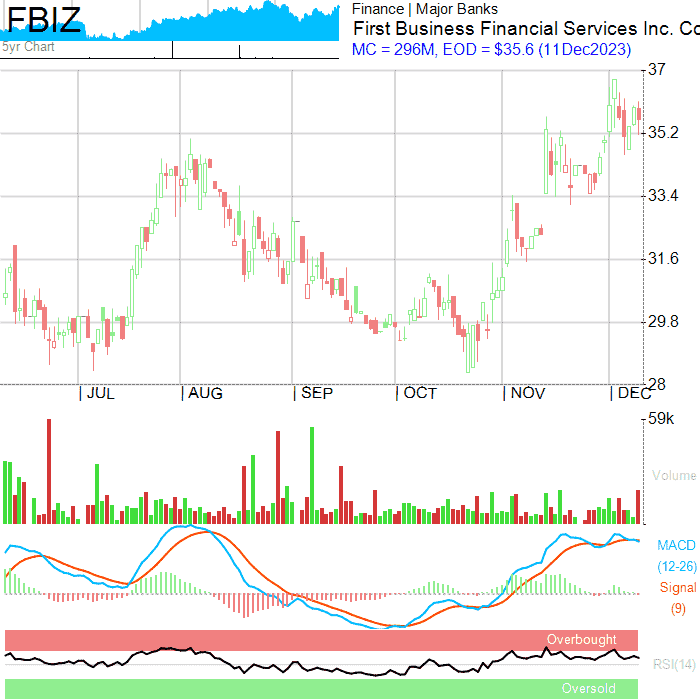 FBIZ
5yr Chart
Finance | Major Banks
First Business Financial Services Inc. Co
MC = 296M, EOD = $35.6 (11Dec2023)
37
35.2
33.4
31.6
29.8
28
| JUL | AUG | SEP | OCT | NOV | DEC
59k
Volume
MACD
(12-26)
Signal
(9)
Overbought
RSI(14)
Oversold